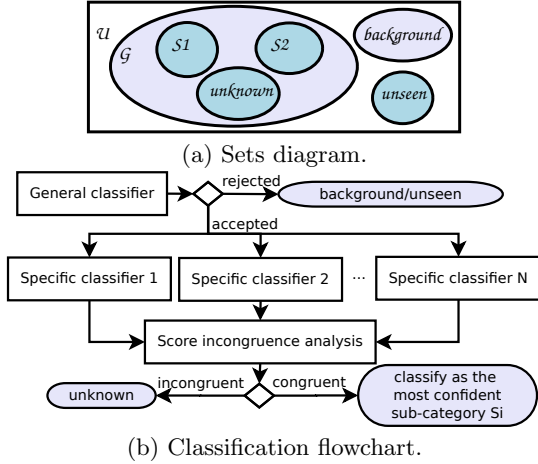 U
G
S1
S2
background
unknown
unseen
(a) Sets diagram.
General classifier
rejected
background/unseen
accepted
Specific classifier 1
Specific classifier 2
...
Specific classifier N
Score incongruence analysis
unknown
incongruent
congruent
classify as the
most confident
sub-category Si
(b) Classification flowchart.